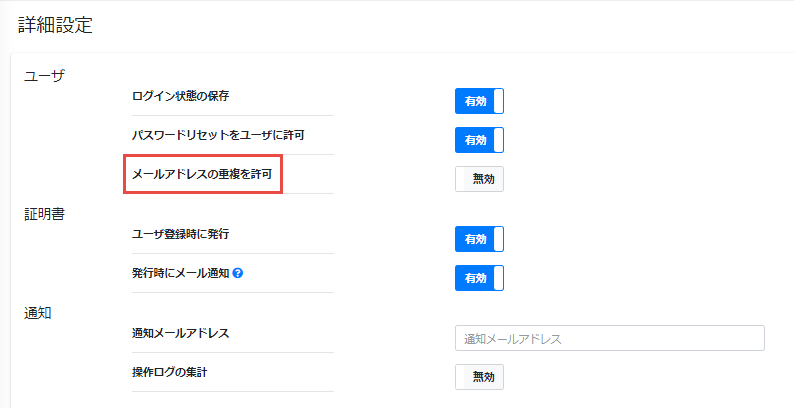 詳細設定
ユーザ
ログイン状態の保存
有効
パスワードリセットをユーザに許可
有効
メールアドレスの重複を許可
無効
証明書
ユーザ登録時に発行
有効
発行時にメール通知 ?
有効
通知
通知メールアドレス
通知メールアドレス
操作ログの集計
無効